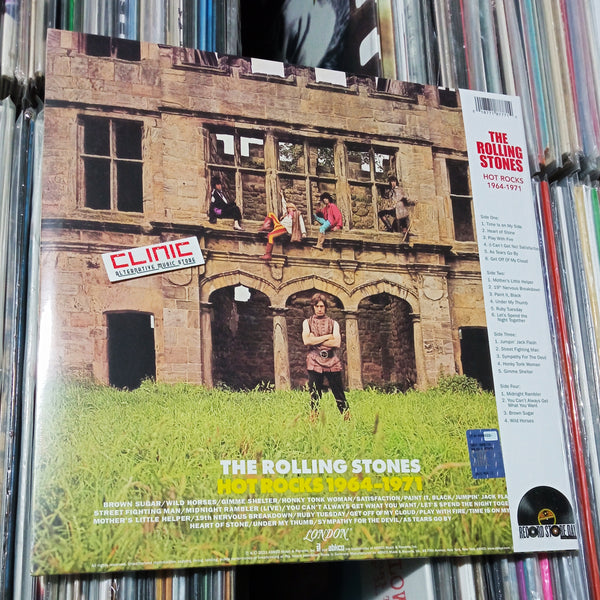 THE
ROLLING
STONES
HOT ROCKS
1964-1971
Side One:
1. Time Is on My Side
2. Heart of Stone
3. Play With Fire
4. (I Can't Get No) Satisfaction
5. As Tears Go By
6. Get Off Of My Cloud
Side Two:
1. Mother's Little Helper
2. 19th Nervous Breakdown
3. Paint It, Black
4. Under My Thumb
5. Ruby Tuesday
6. Let's Spend the
Night Together
Side Three:
1. Jumpin' Jack Flash
2. Street Fighting Man
3. Sympathy For The Devil
4. Honky Tonk Women
5. Gimme Shelter
Side Four:
1. Midnight Rambler
2. You Can't Always Get
What You Want
3. Brown Sugar
4. Wild Horses
CLINIC
ALTERNATIVE MUSIC STORE
THE ROLLING STONES
HOT ROCKS 1964-1971
BROWN SUGAR/WILD HORSES/GIMME SHELTER/HONKY TONK WOMAN/SATISFACTION/PAINT IT, BLACK/JUMPIN' JACK FLA
STREET FIGHTING MAN/MIDNIGHT RAMBLER (LIVE)/YOU CAN'T ALWAYS GET WHAT YOU WANT/LET'S SPEND THE NIGHT TOGETHE
MOTHER'S LITTLE HELPER/19th NERVOUS BREAKDOWN/RUBY TUESDAY/GET OFF OF MY CLOUD/PLAY WITH FIRE/TIME IS ON MY
HEART OF STONE/UNDER MY THUMB/SYMPATHY FOR THE DEVIL/AS TEARS GO BY
LONDON
abkco
RECORD STORE DAY